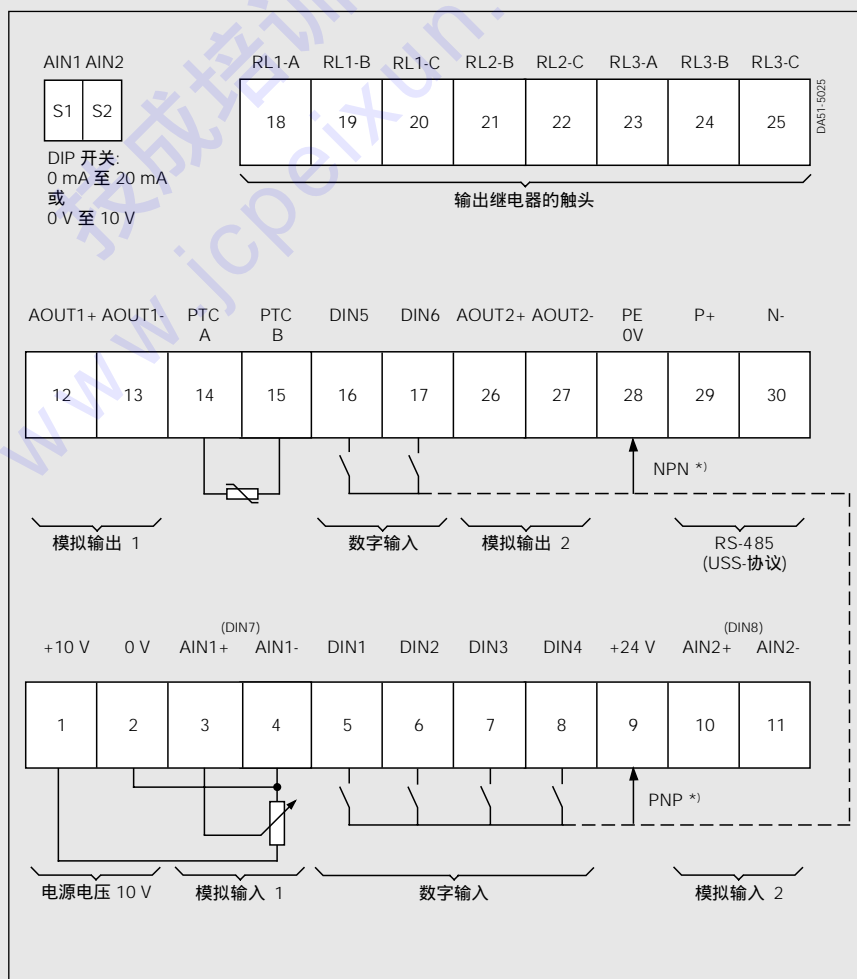 AIN1 AIN2
RL1-A RL1-B RL1-C RL2-B RL2-C RL3-A RL3-B RL3-C
S1 S2
18 19 20 21 22 23 24 25
DA51-5025
DIP 开关:
0 mA 至 20 mA
或
0 V 至 10 V
输出继电器的触头
AOUT1+ AOUT1- PTC A PTC B DIN5 DIN6 AOUT2+ AOUT2- PE 0V P+ N-
12 13 14 15 16 17 26 27 28 29 30
NPN *)
模拟输出 1 数字输入 模拟输出 2 RS-485
(USS-协议)
(DIN7) (DIN8)
+10 V 0 V AIN1+ AIN1- DIN1 DIN2 DIN3 DIN4 +24 V AIN2+ AIN2-
1 2 3 4 5 6 7 8 9 10 11
PNP *)
电源电压 10 V 模拟输入 1 数字输入 模拟输入 2
技成培训
www.jcpeixun.